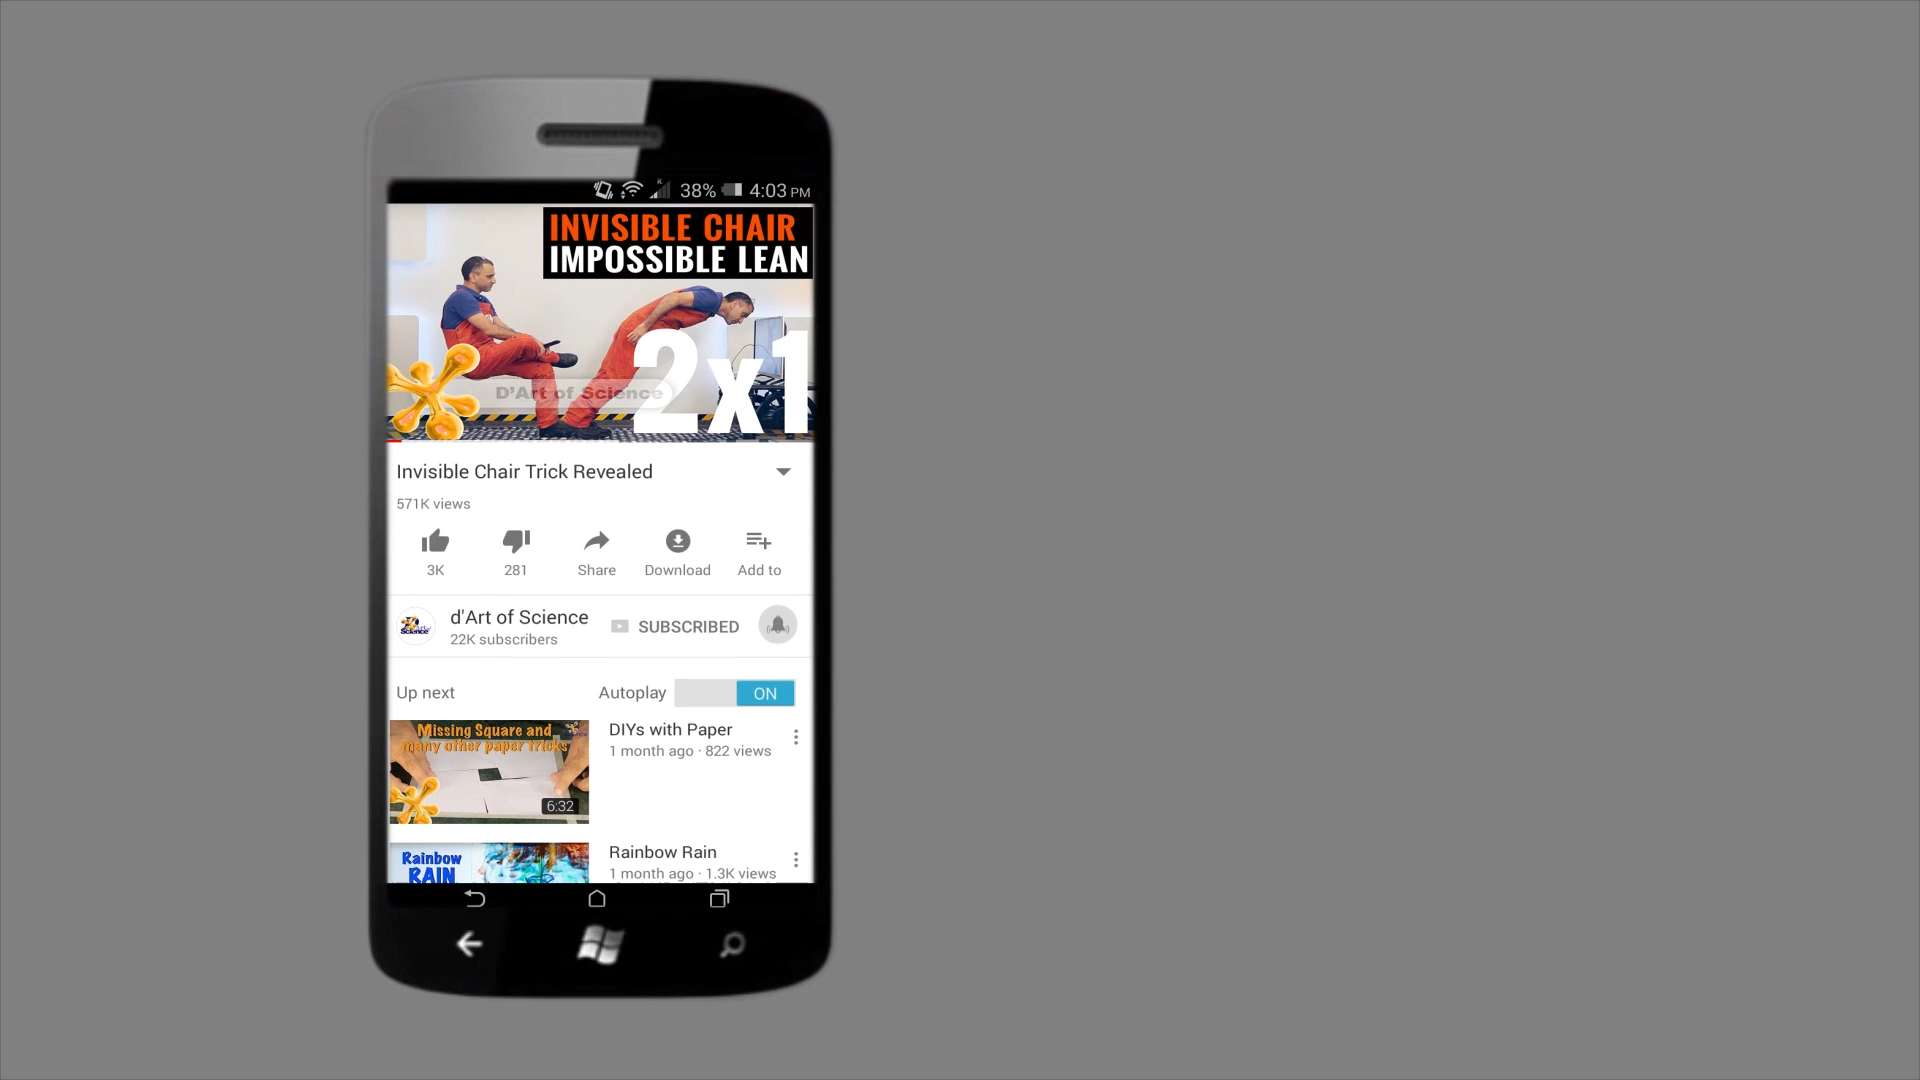 38% 4:03 PM
INVISIBLE CHAIR
IMPOSSIBLE LEAN
2x1
D'Art of Science
Invisible Chair Trick Revealed
571K views
3K 281 Share Download Add to
d'Art of Science
22K subscribers
SUBSCRIBED
Up next Autoplay ON
Missing Square and
many other paper tricks
6:32
DIYs with Paper
1 month ago · 822 views
Rainbow
RAIN
Rainbow Rain
1 month ago · 1.3K views